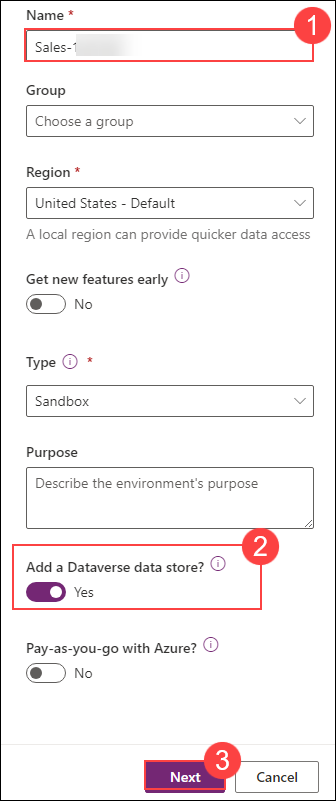 Name *
1
Sales-
Group
Choose a group
Region *
United States - Default
A local region can provide quicker data access
Get new features early
No
Type *
Sandbox
Purpose
Describe the environment's purpose
2
Add a Dataverse data store?
Yes
Pay-as-you-go with Azure?
No
3
Next Cancel